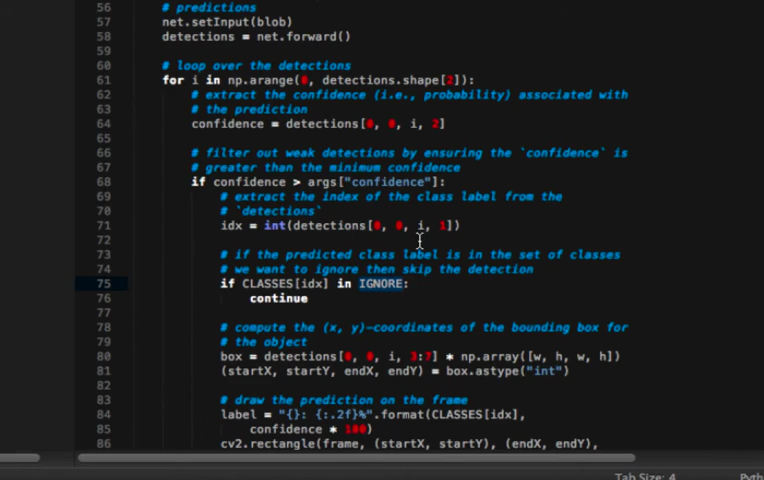 56 # predictions
57 net.setInput(blob)
58 detections = net.forward()
59
60 # loop over the detections
61 for i in np.arange(0, detections.shape[2]):
62 # extract the confidence (i.e., probability) associated with
63 # the prediction
64 confidence = detections[0, 0, i, 2]
65
66 # filter out weak detections by ensuring the `confidence` is
67 # greater than the minimum confidence
68 if confidence > args["confidence"]:
69 # extract the index of the class label from the
70 # `detections`
71 idx = int(detections[0, 0, i, 1])
72
73 # if the predicted class label is in the set of classes
74 # we want to ignore then skip the detection
75 if CLASSES[idx] in IGNORE:
76 continue
77
78 # compute the (x, y)-coordinates of the bounding box for
79 # the object
80 box = detections[0, 0, i, 3:7] * np.array([w, h, w, h])
81 (startX, startY, endX, endY) = box.astype("int")
82
83 # draw the prediction on the frame
84 label = "{}: {:.2f}%".format(CLASSES[idx],
85 confidence * 100)
86 cv2.rectangle(frame, (startX, startY), (endX, endY),
Tab Size: 4 Pyth